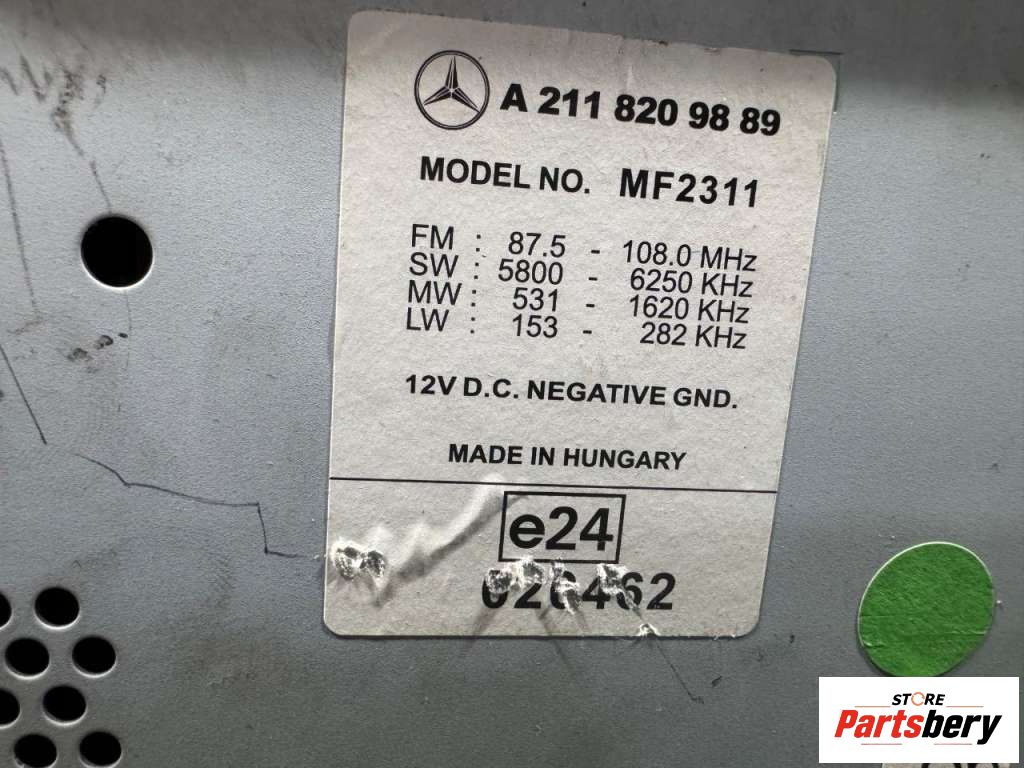 A 211 820 98 89
MODEL NO. MF2311
FM : 87.5 - 108.0 MHz
SW : 5800 - 6250 KHz
MW : 531 - 1620 KHz
LW : 153 - 282 KHz
12V D.C. NEGATIVE GND.
MADE IN HUNGARY
e24
020462
STORE
Partsbery